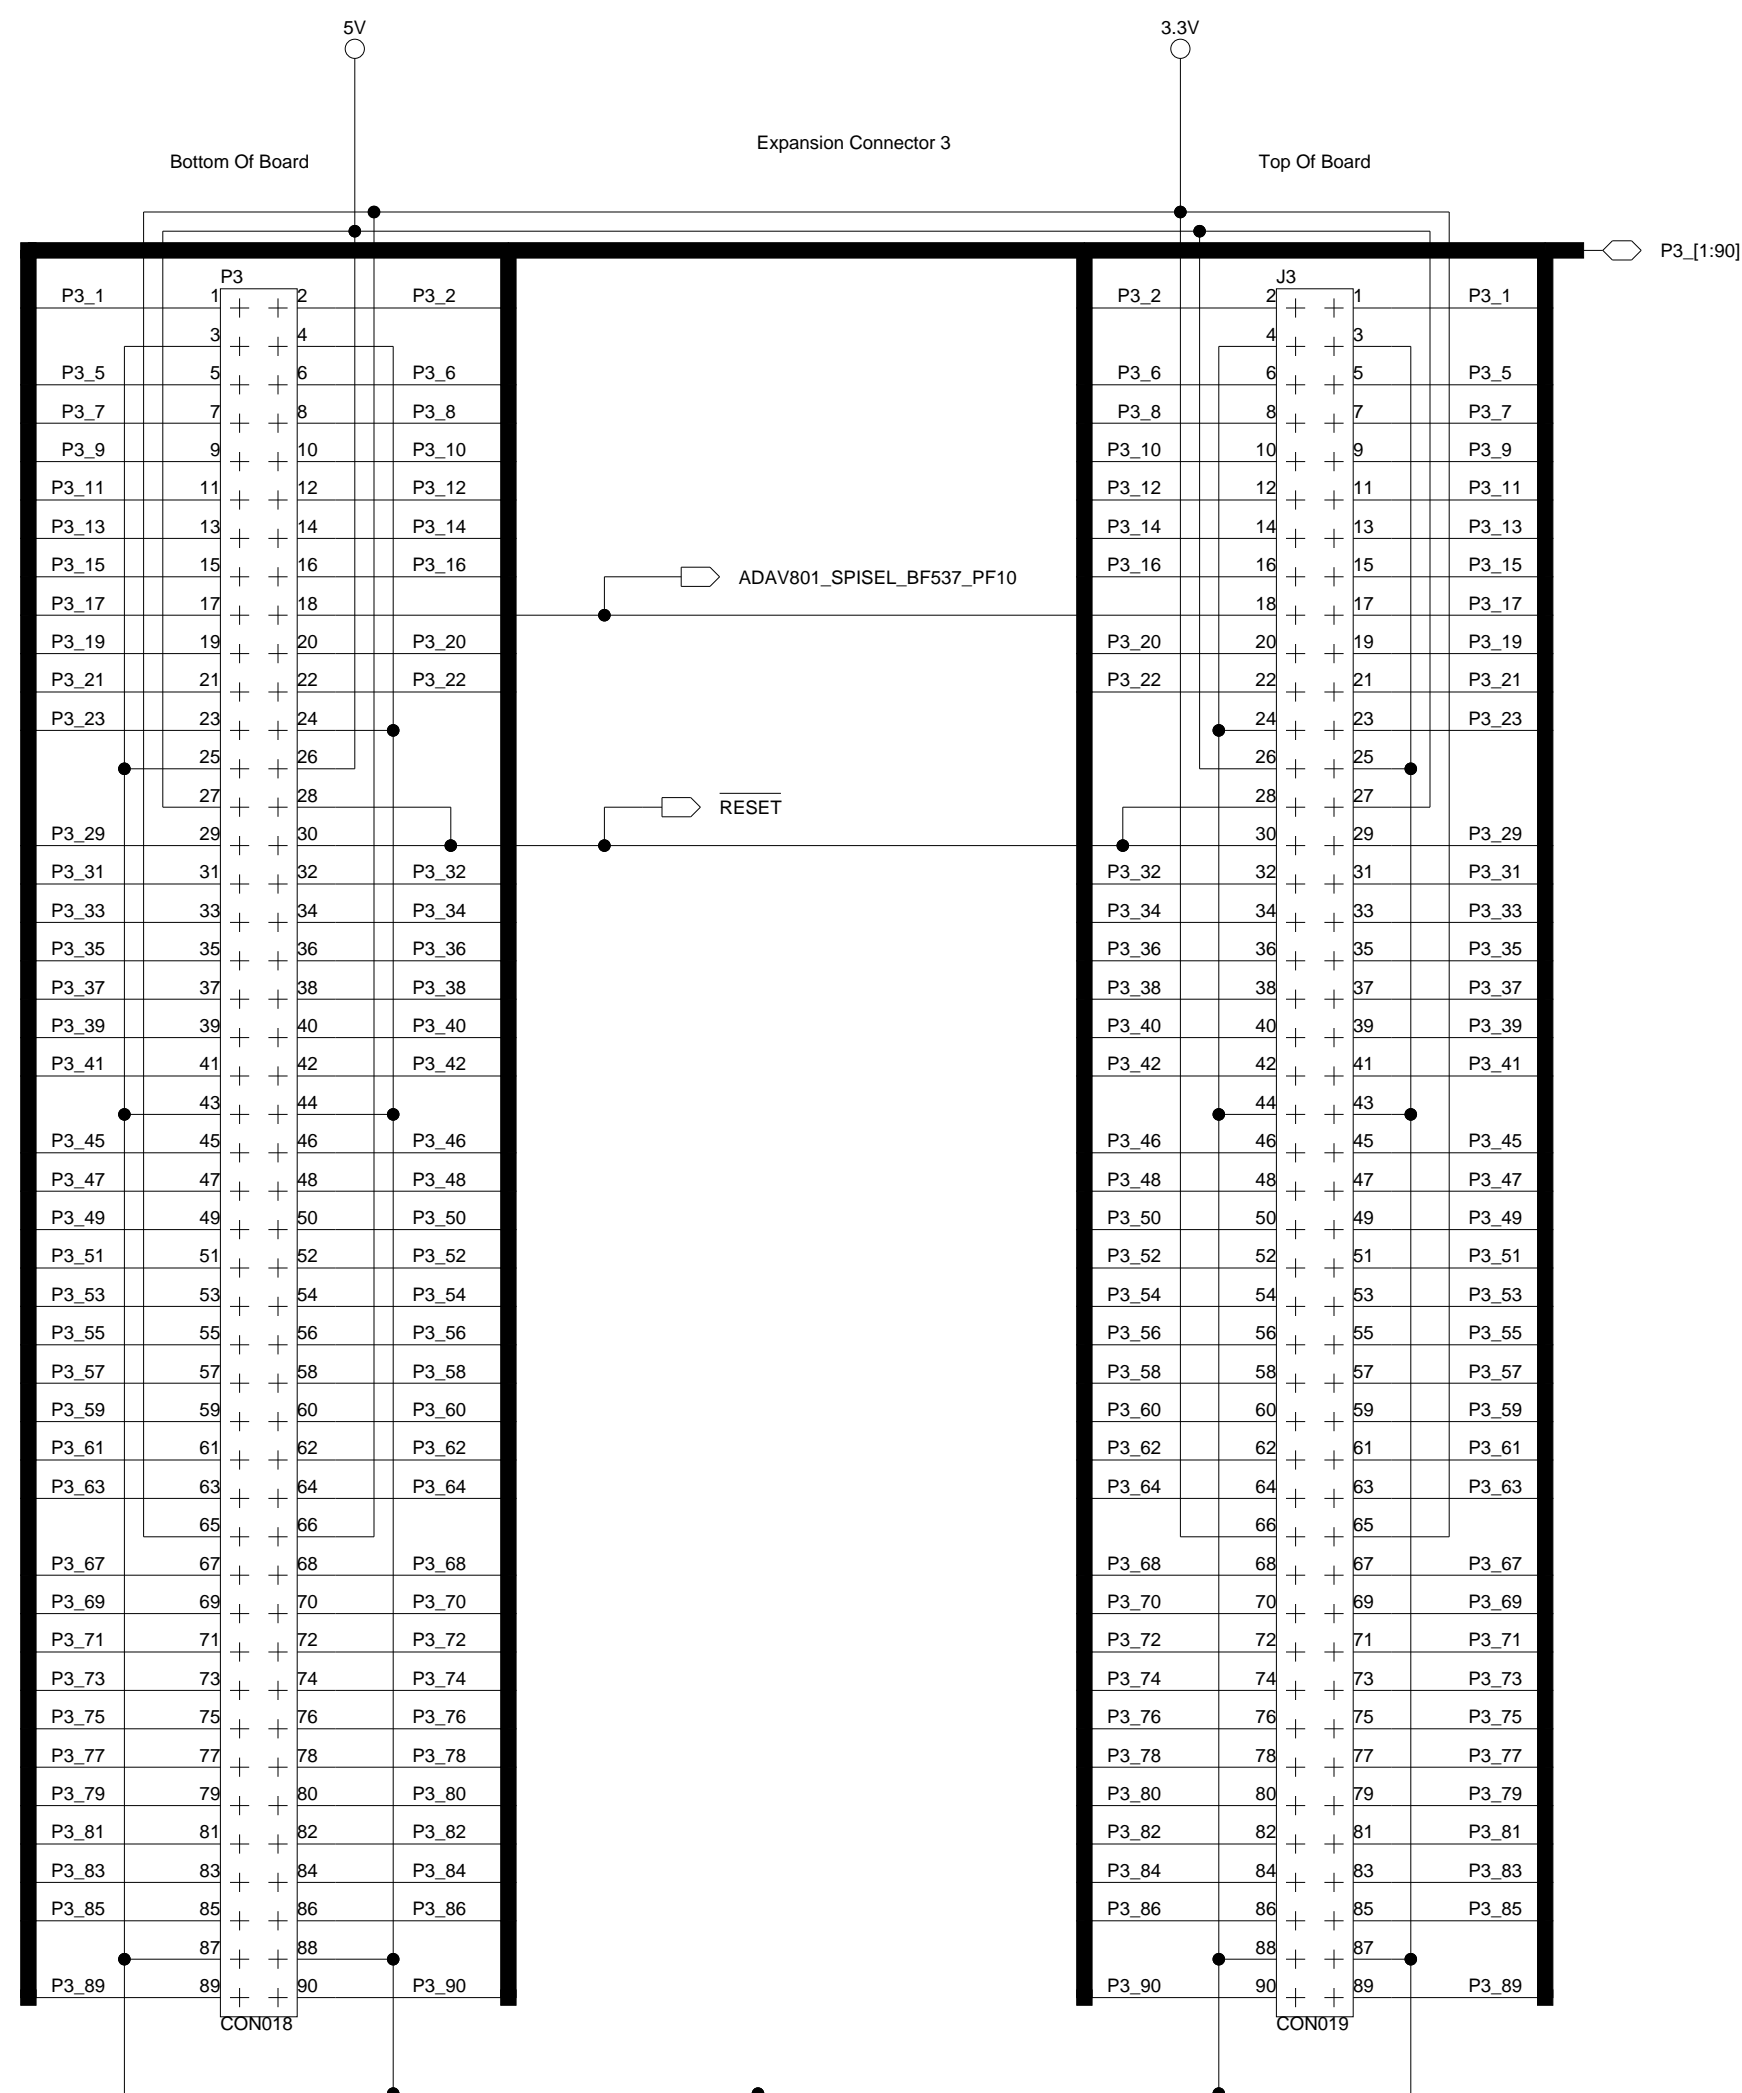 5V 3.3V
Expansion Connector 3
Bottom Of Board Top Of Board
P3_[1:90]
P3 J3
P3_1 1 2 P3_2 P3_2 2 1 P3_1
3 4 4 3
P3_5 5 6 P3_6 P3_6 6 5 P3_5
P3_7 7 8 P3_8 P3_8 8 7 P3_7
P3_9 9 10 P3_10 P3_10 10 9 P3_9
P3_11 11 12 P3_12 P3_12 12 11 P3_11
P3_13 13 14 P3_14 P3_14 14 13 P3_13
P3_15 15 16 P3_16 ADAV801_SPISEL_BF537_PF10 P3_16 16 15 P3_15
P3_17 17 18 18 17 P3_17
P3_19 19 20 P3_20 P3_20 20 19 P3_19
P3_21 21 22 P3_22 P3_22 22 21 P3_21
P3_23 23 24 24 23 P3_23
25 26 26 25
27 28 RESET 28 27
P3_29 29 30 30 29 P3_29
P3_31 31 32 P3_32 P3_32 32 31 P3_31
P3_33 33 34 P3_34 P3_34 34 33 P3_33
P3_35 35 36 P3_36 P3_36 36 35 P3_35
P3_37 37 38 P3_38 P3_38 38 37 P3_37
P3_39 39 40 P3_40 P3_40 40 39 P3_39
P3_41 41 42 P3_42 P3_42 42 41 P3_41
43 44 44 43
P3_45 45 46 P3_46 P3_46 46 45 P3_45
P3_47 47 48 P3_48 P3_48 48 47 P3_47
P3_49 49 50 P3_50 P3_50 50 49 P3_49
P3_51 51 52 P3_52 P3_52 52 51 P3_51
P3_53 53 54 P3_54 P3_54 54 53 P3_53
P3_55 55 56 P3_56 P3_56 56 55 P3_55
P3_57 57 58 P3_58 P3_58 58 57 P3_57
P3_59 59 60 P3_60 P3_60 60 59 P3_59
P3_61 61 62 P3_62 P3_62 62 61 P3_61
P3_63 63 64 P3_64 P3_64 64 63 P3_63
65 66 66 65
P3_67 67 68 P3_68 P3_68 68 67 P3_67
P3_69 69 70 P3_70 P3_70 70 69 P3_69
P3_71 71 72 P3_72 P3_72 72 71 P3_71
P3_73 73 74 P3_74 P3_74 74 73 P3_73
P3_75 75 76 P3_76 P3_76 76 75 P3_75
P3_77 77 78 P3_78 P3_78 78 77 P3_77
P3_79 79 80 P3_80 P3_80 80 79 P3_79
P3_81 81 82 P3_82 P3_82 82 81 P3_81
P3_83 83 84 P3_84 P3_84 84 83 P3_83
P3_85 85 86 P3_86 P3_86 86 85 P3_85
87 88 88 87
P3_89 89 90 P3_90 P3_90 90 89 P3_89
CON018 CON019